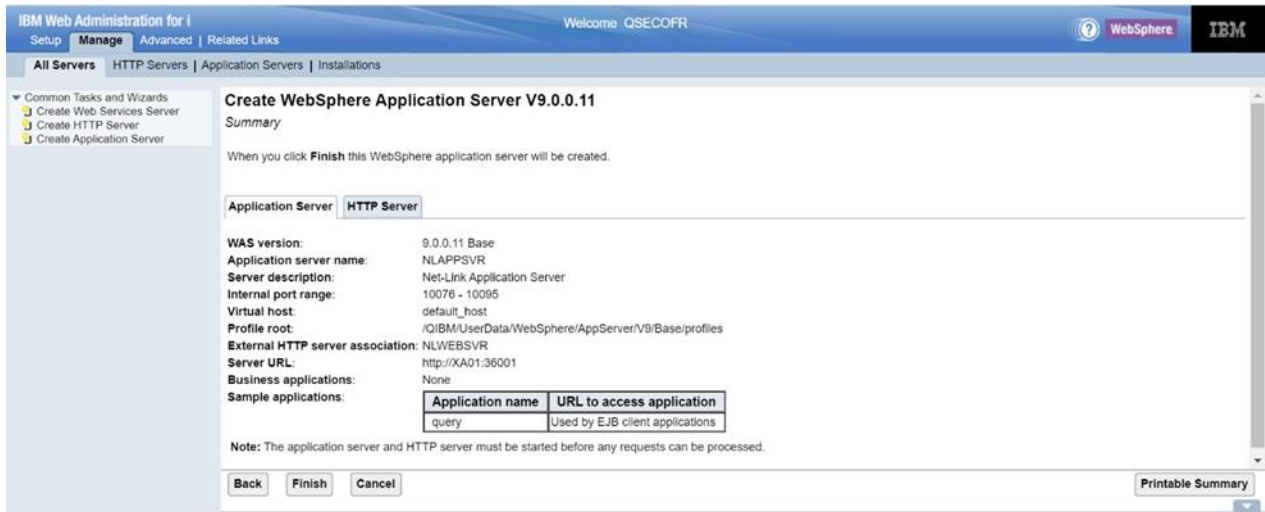 IBM Web Administration for i
Welcome QSECOFR
? WebSphere. IBM
Setup Manage Advanced | Related Links
All Servers HTTP Servers | Application Servers | Installations
Common Tasks and Wizards
Create Web Services Server
Create HTTP Server
Create Application Server
Create WebSphere Application Server V9.0.0.11
Summary
When you click Finish this WebSphere application server will be created.
Application Server HTTP Server
WAS version: 9.0.0.11 Base
Application server name: NLAPPSVR
Server description: Net-Link Application Server
Internal port range: 10076 - 10095
Virtual host: default_host
Profile root: /QIBM/UserData/WebSphere/AppServer/V9/Base/profiles
External HTTP server association: NLWEBSVR
Server URL: http://XA01:36001
Business applications: None
Sample applications:
Application name URL to access application
query Used by EJB client applications
Note: The application server and HTTP server must be started before any requests can be processed.
Back Finish Cancel Printable Summary